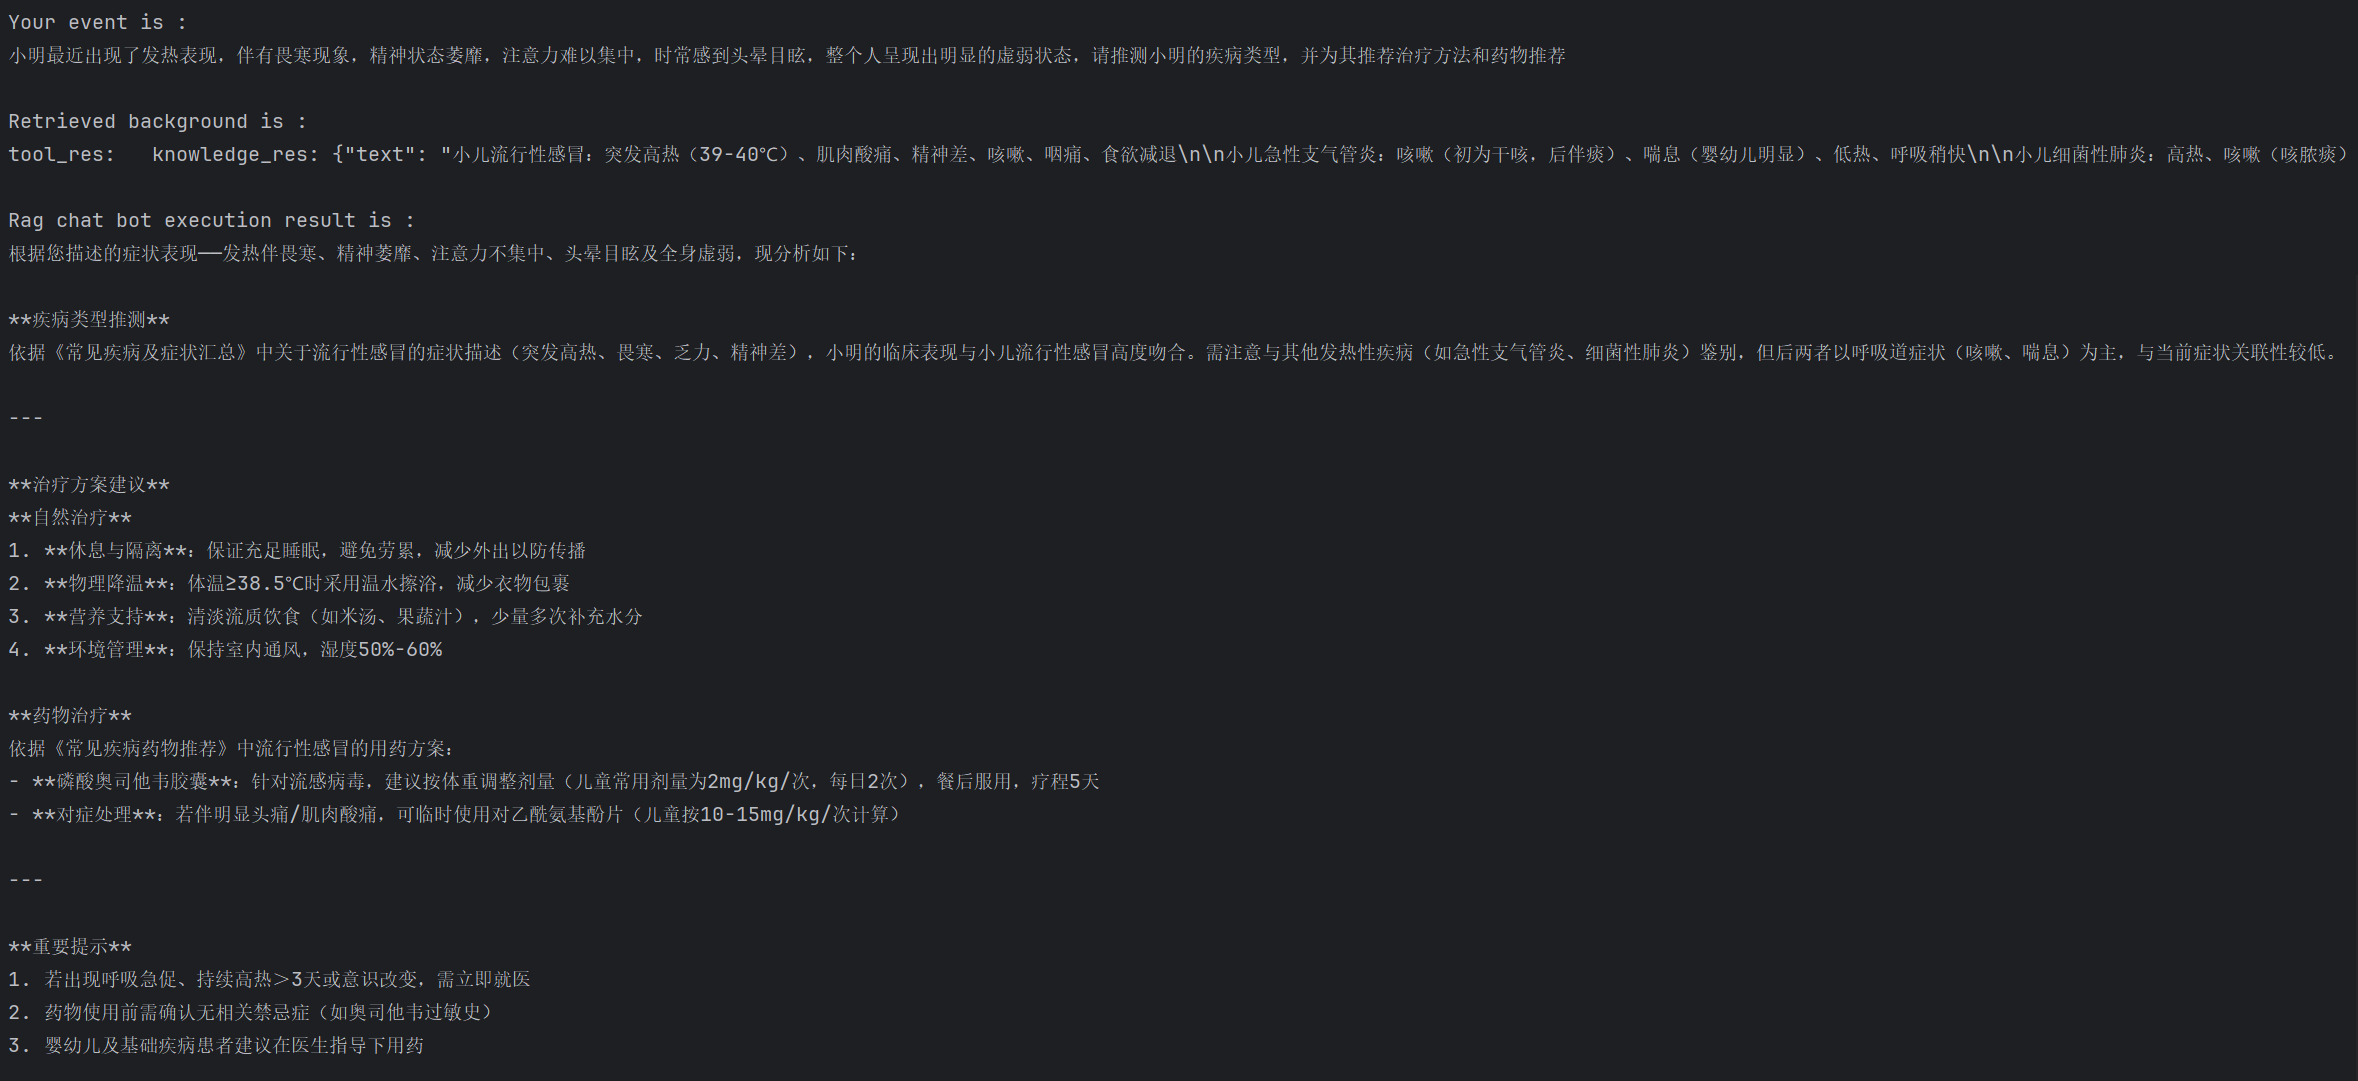 Your event is :
小明最近出现了发热表现，伴有畏寒现象，精神状态萎靡，注意力难以集中，时常感到头晕目眩，整个人呈现出明显的虚弱状态，请推测小明的疾病类型，并为其推荐治疗方法和药物推荐
Retrieved background is :
tool_res:   knowledge_res: {"text": "小儿流行性感冒：突发高热（39-40℃）、肌肉酸痛、精神差、咳嗽、咽痛、食欲减退\n\n小儿急性支气管炎：咳嗽（初为干咳，后伴痰）、喘息（婴幼儿明显）、低热、呼吸稍快\n\n小儿细菌性肺炎：高热、咳嗽（咳脓痰）
Rag chat bot execution result is :
根据您描述的症状表现——发热伴畏寒、精神萎靡、注意力不集中、头晕目眩及全身虚弱，现分析如下：
**疾病类型推测**
依据《常见疾病及症状汇总》中关于流行性感冒的症状描述（突发高热、畏寒、乏力、精神差），小明的临床表现与小儿流行性感冒高度吻合。需注意与其他发热性疾病（如急性支气管炎、细菌性肺炎）鉴别，但后两者以呼吸道症状（咳嗽、喘息）为主，与当前症状关联性较低。
---
**治疗方案建议**
**自然治疗**
1. **休息与隔离**：保证充足睡眠，避免劳累，减少外出以防传播
2. **物理降温**：体温≥38.5℃时采用温水擦浴，减少衣物包裹
3. **营养支持**：清淡流质饮食（如米汤、果蔬汁），少量多次补充水分
4. **环境管理**：保持室内通风，湿度50%-60%
**药物治疗**
依据《常见疾病药物推荐》中流行性感冒的用药方案：
- **磷酸奥司他韦胶囊**：针对流感病毒，建议按体重调整剂量（儿童常用剂量为2mg/kg/次，每日2次），餐后服用，疗程5天
- **对症处理**：若伴明显头痛/肌肉酸痛，可临时使用对乙酰氨基酚片（儿童按10-15mg/kg/次计算）
---
**重要提示**
1. 若出现呼吸急促、持续高热＞3天或意识改变，需立即就医
2. 药物使用前需确认无相关禁忌症（如奥司他韦过敏史）
3. 婴幼儿及基础疾病患者建议在医生指导下用药